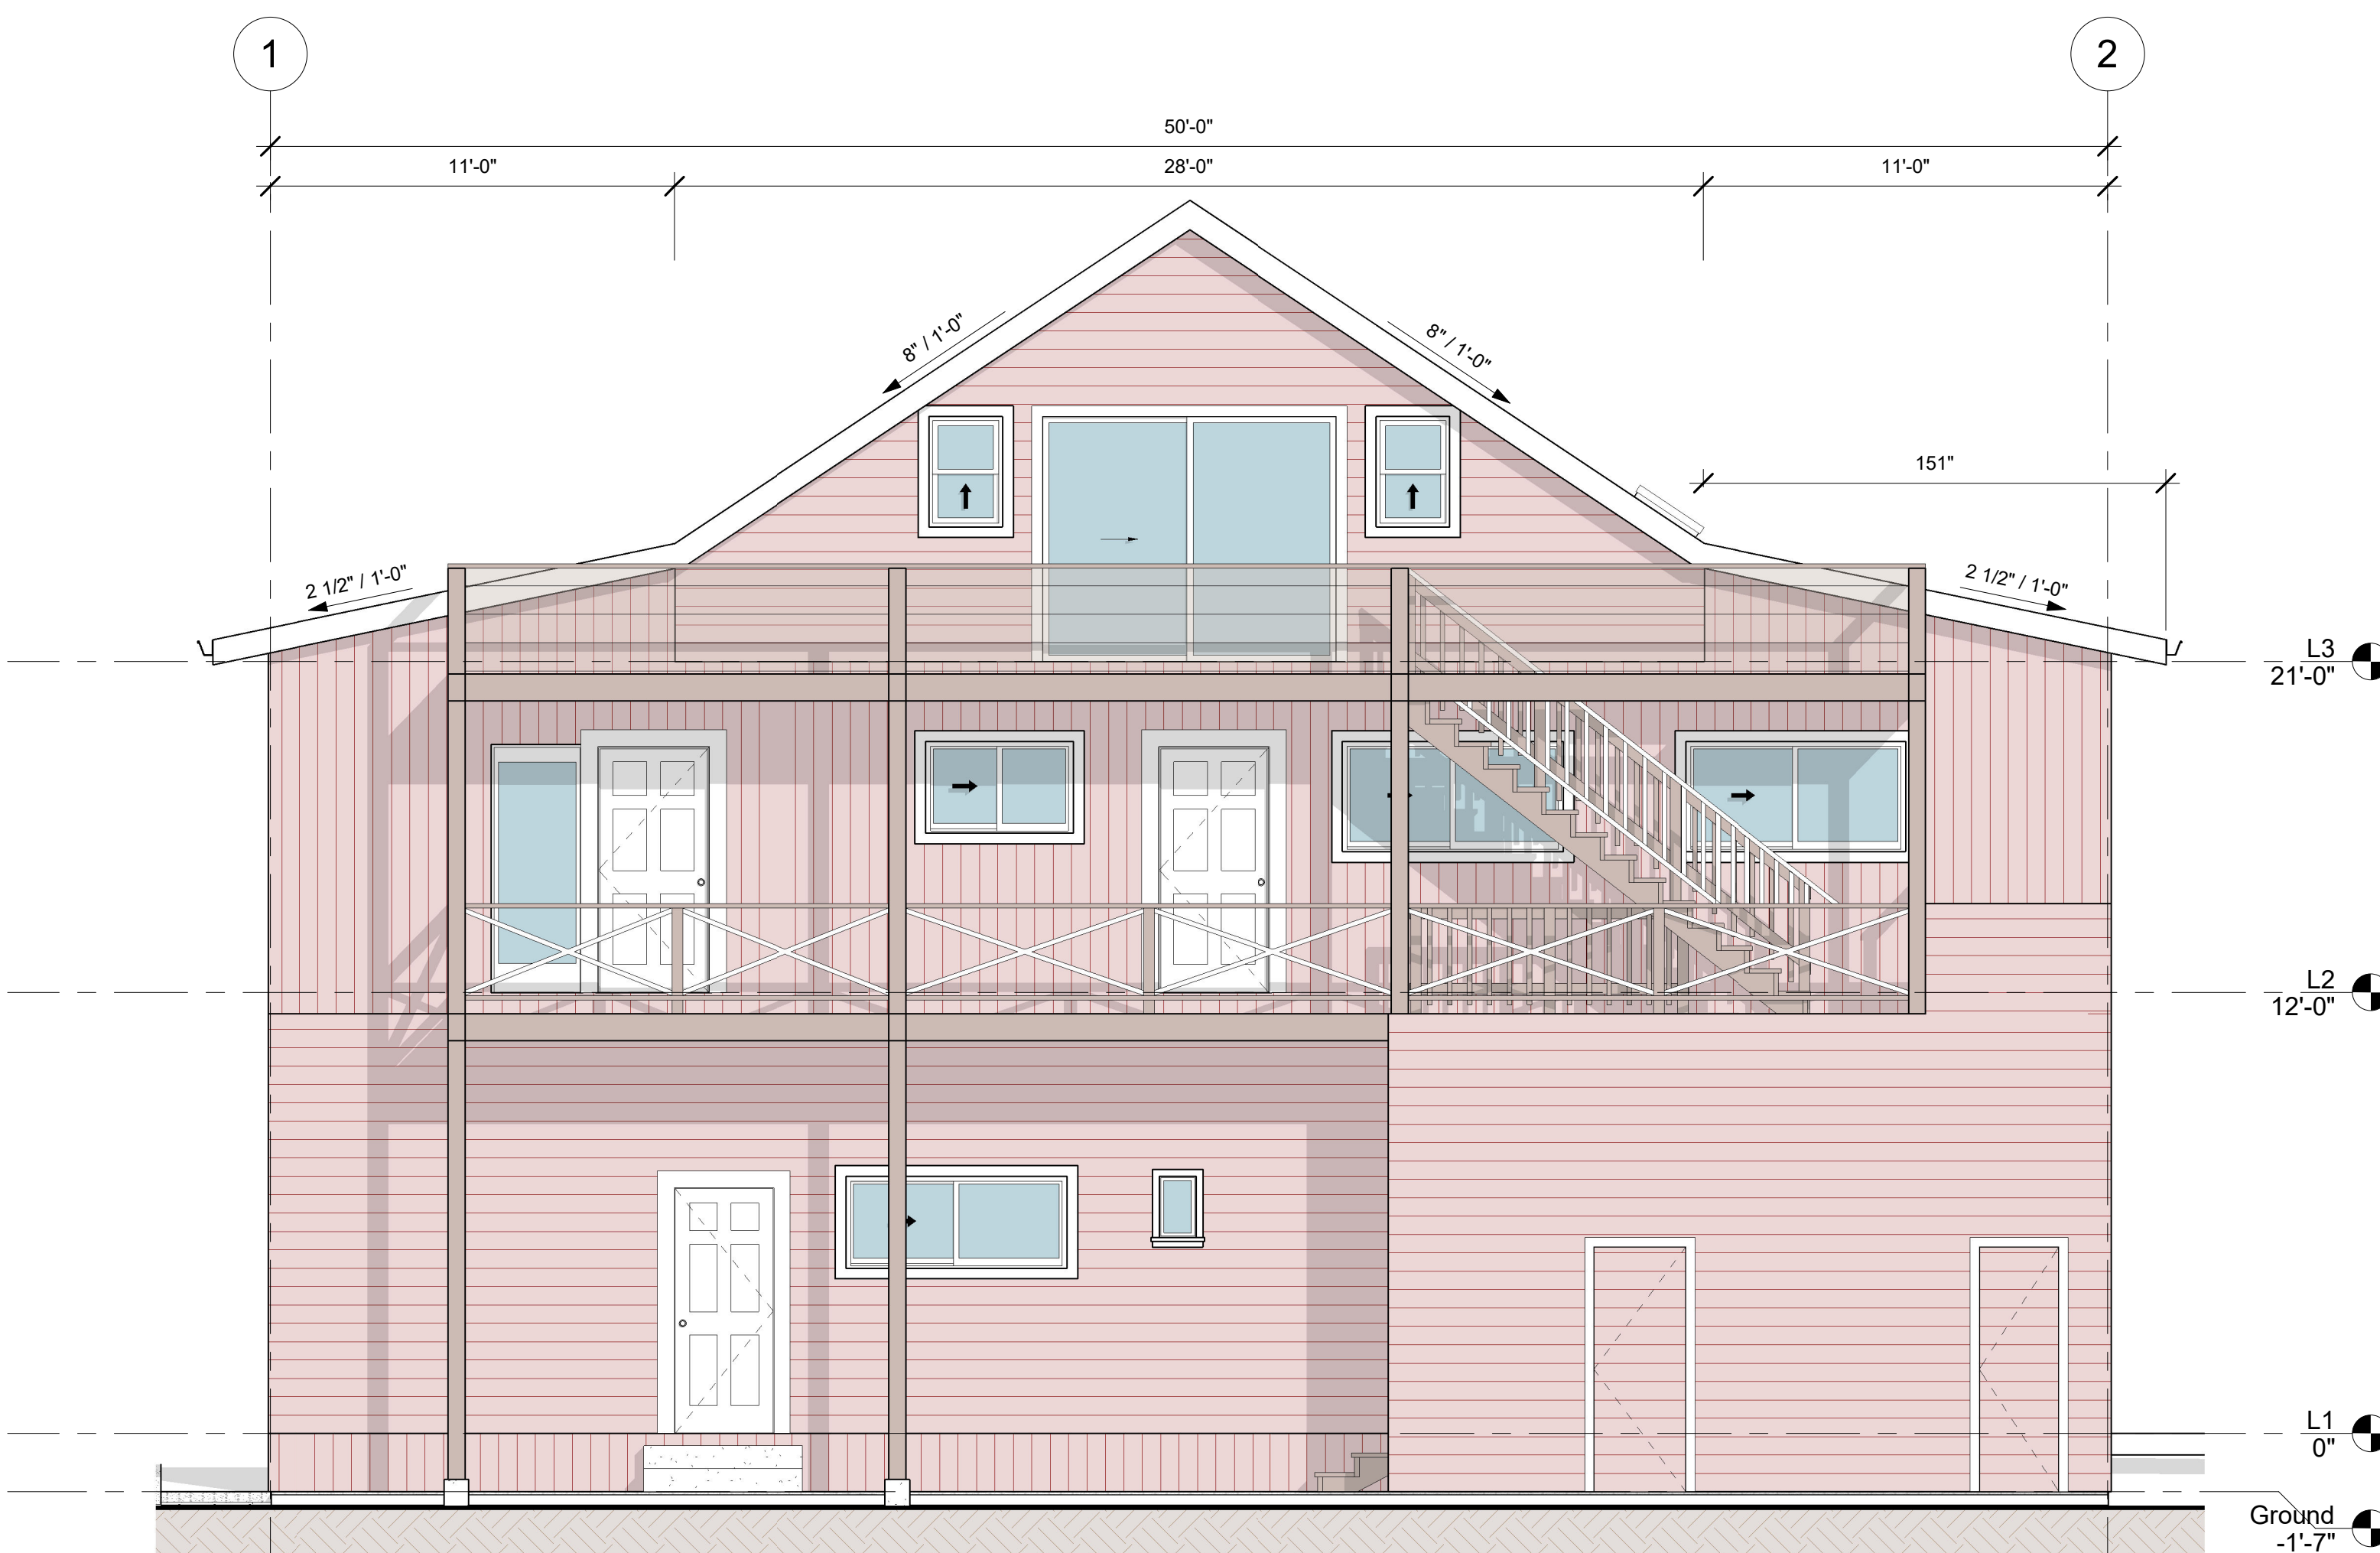 1
2
50'-0"
11'-0"
28'-0"
11'-0"
8" / 1'-0"
8" / 1'-0"
151"
2 1/2" / 1'-0"
2 1/2" / 1'-0"
L3
21'-0"
L2
12'-0"
L1
0"
Ground
-1'-7"